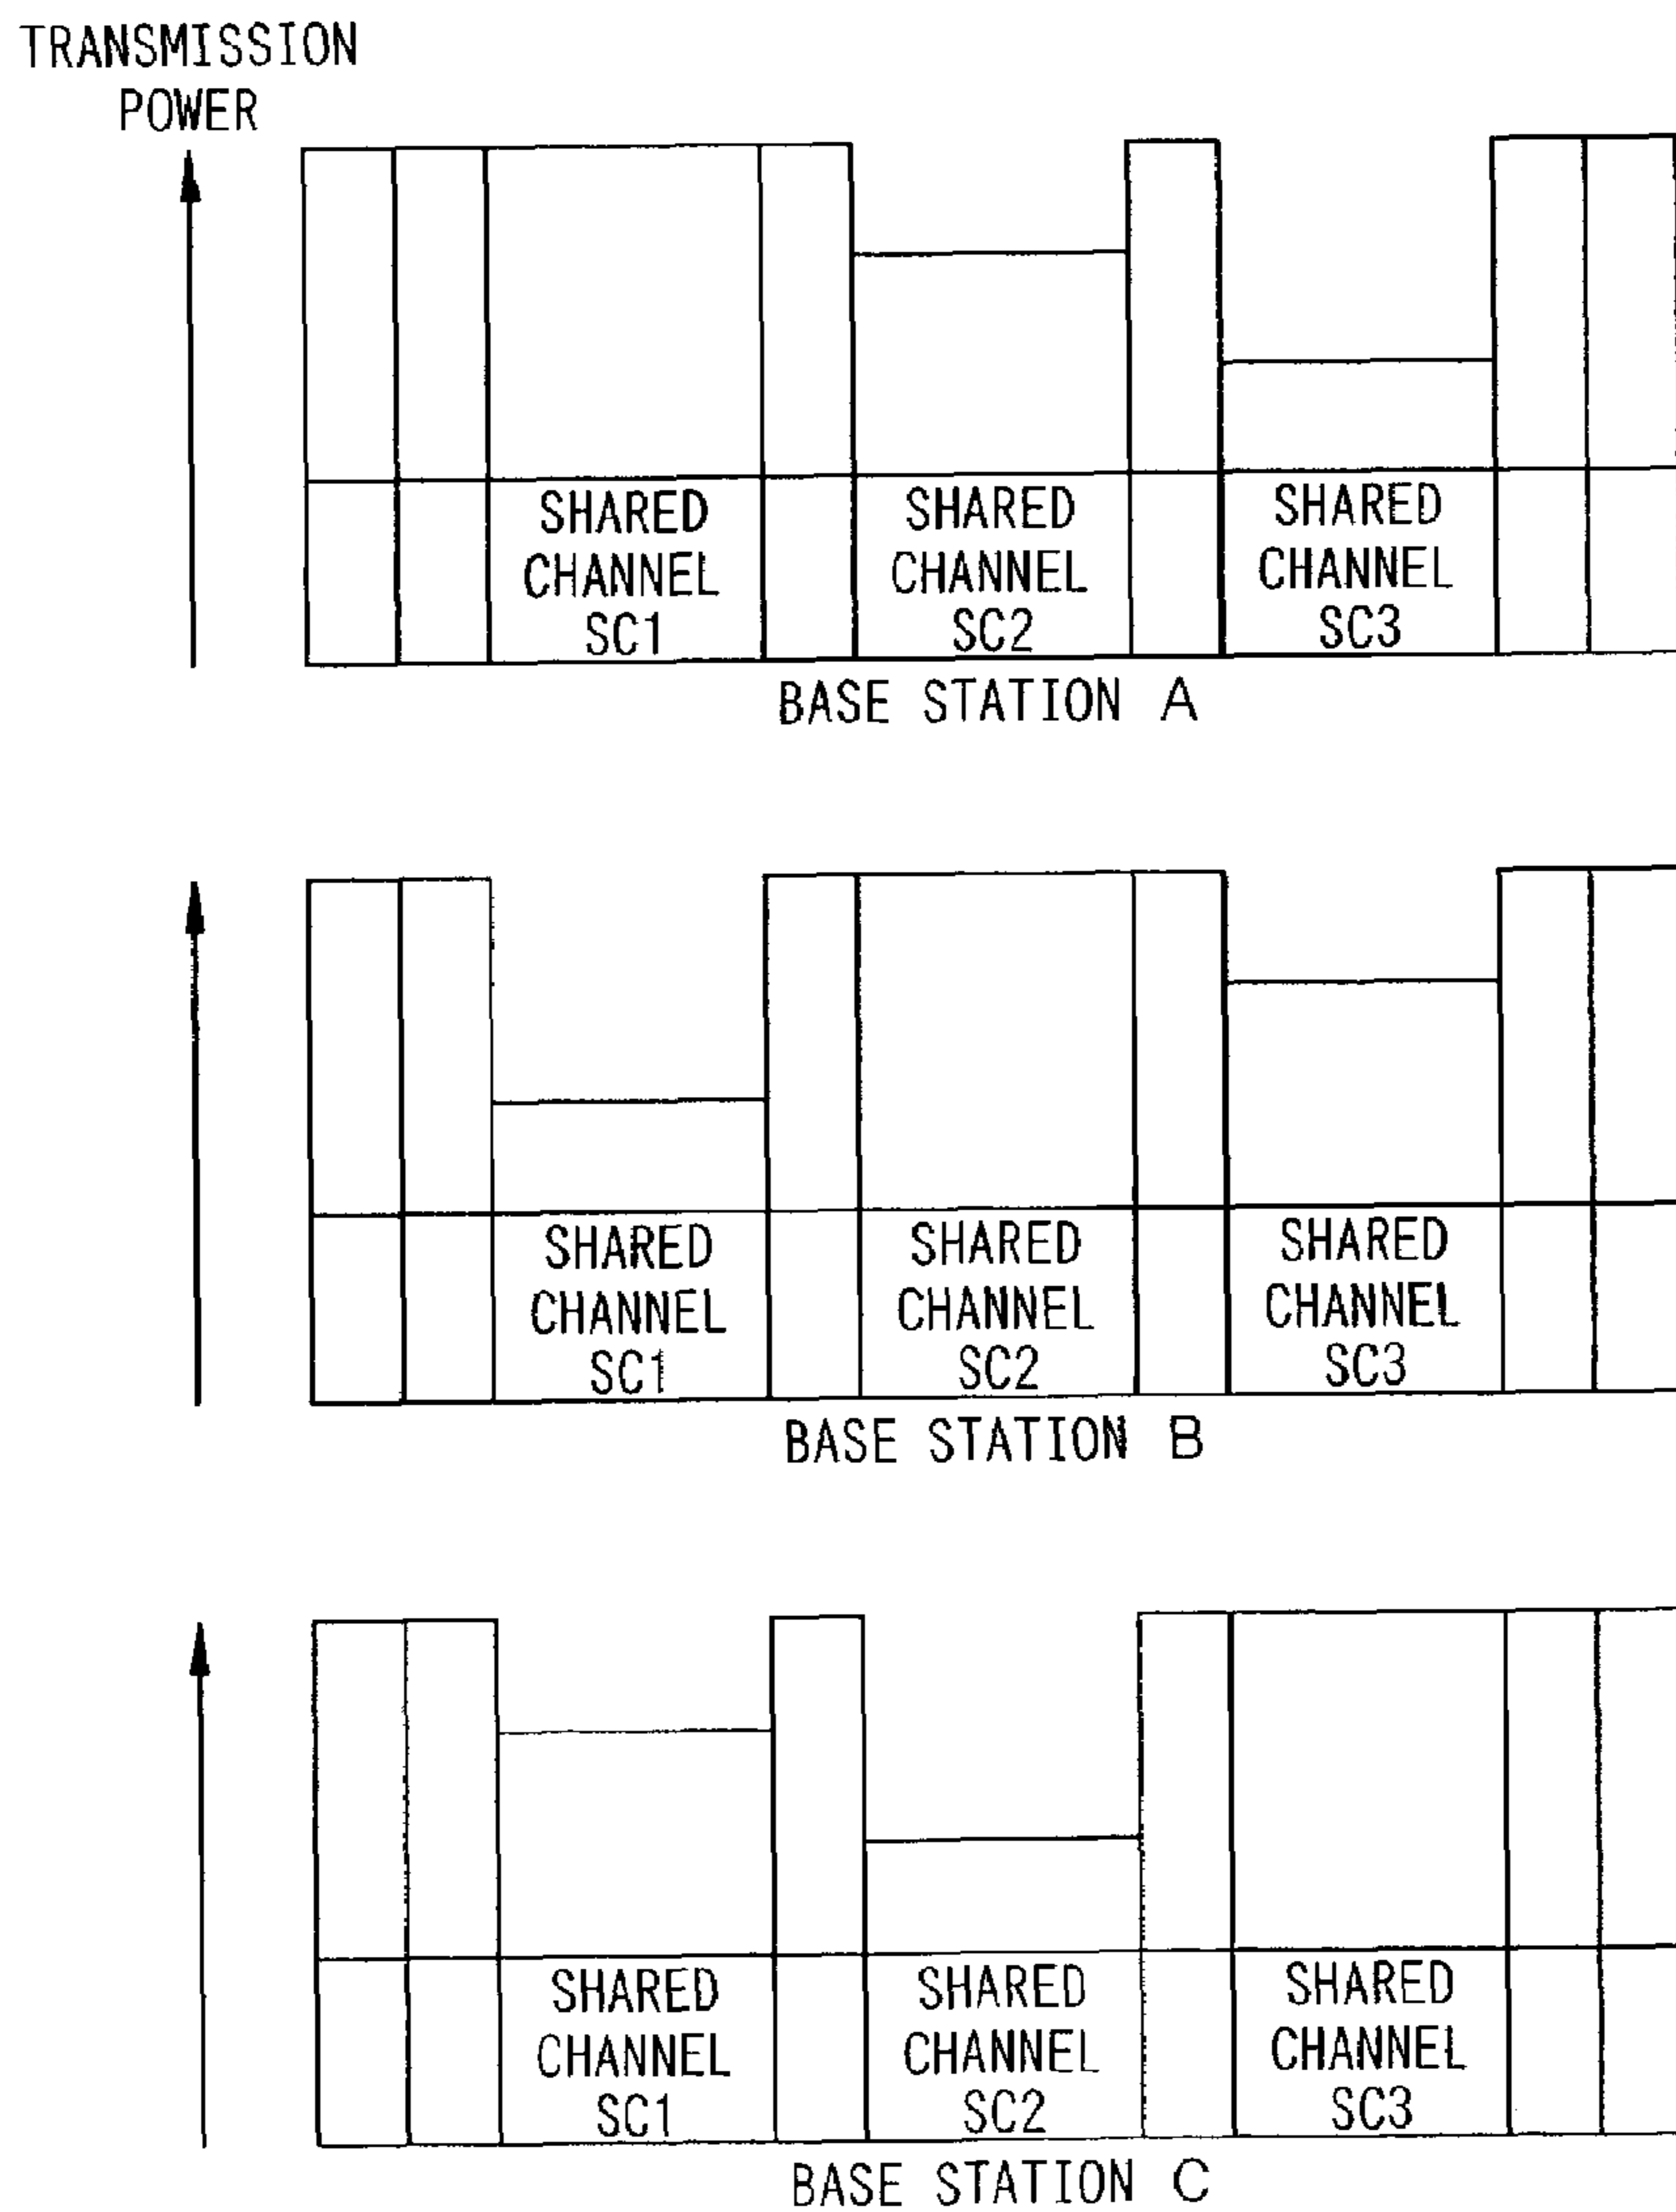 TRANSMISSION
POWER
SHARED
CHANNEL
SC1
SHARED
CHANNEL
SC2
SHARED
CHANNEL
SC3
BASE STATION A
SHARED
CHANNEL
SC1
SHARED
CHANNEL
SC2
SHARED
CHANNEL
SC3
BASE STATION B
SHARED
CHANNEL
SC1
SHARED
CHANNEL
SC2
SHARED
CHANNEL
SC3
BASE STATION C